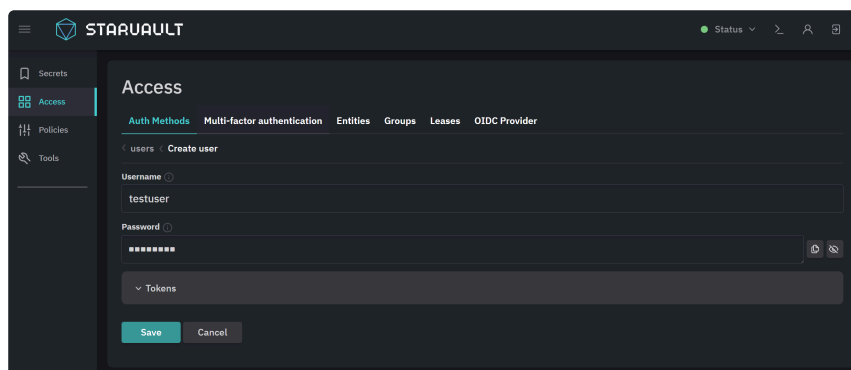 STARVAULT
Status
Secrets
Access
Policies
Tools
Access
Auth Methods Multi-factor authentication Entities Groups Leases OIDC Provider
< users < Create user
Username
testuser
Password
Tokens
Save Cancel